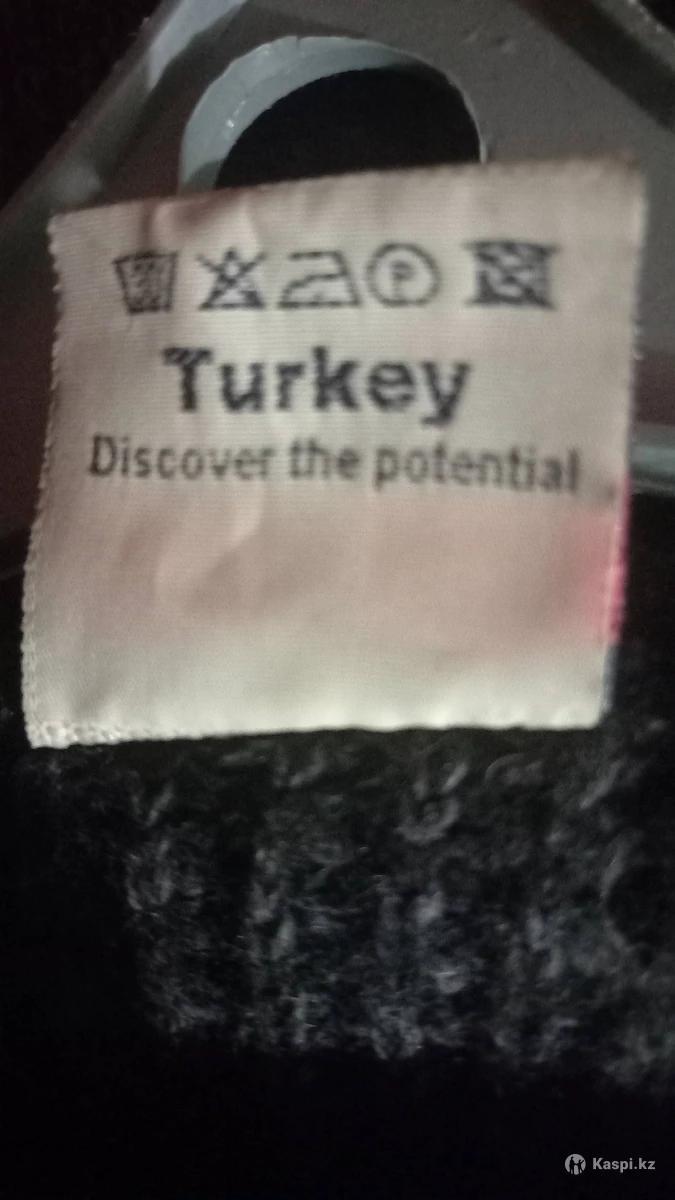 P
Turkey
Discover the potential
Kaspi.kz